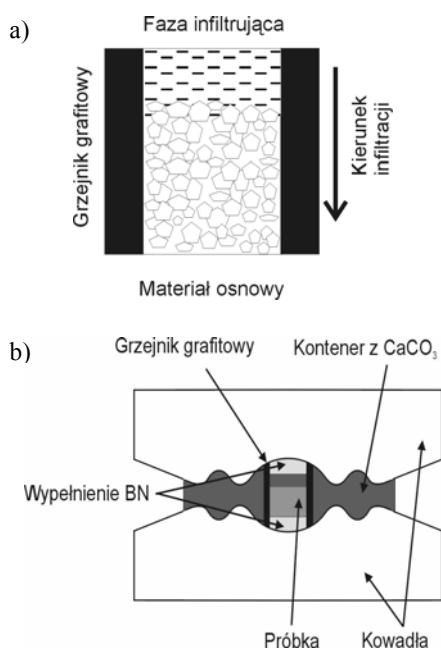 a)
Faza infiltrująca
Grzejnik grafitowy
Kierunek
infiltracji
Materiał osnowy
b)
Grzejnik grafitowy
Kontener z CaCO₃
Wypełnienie BN
Próbka
Kowadła